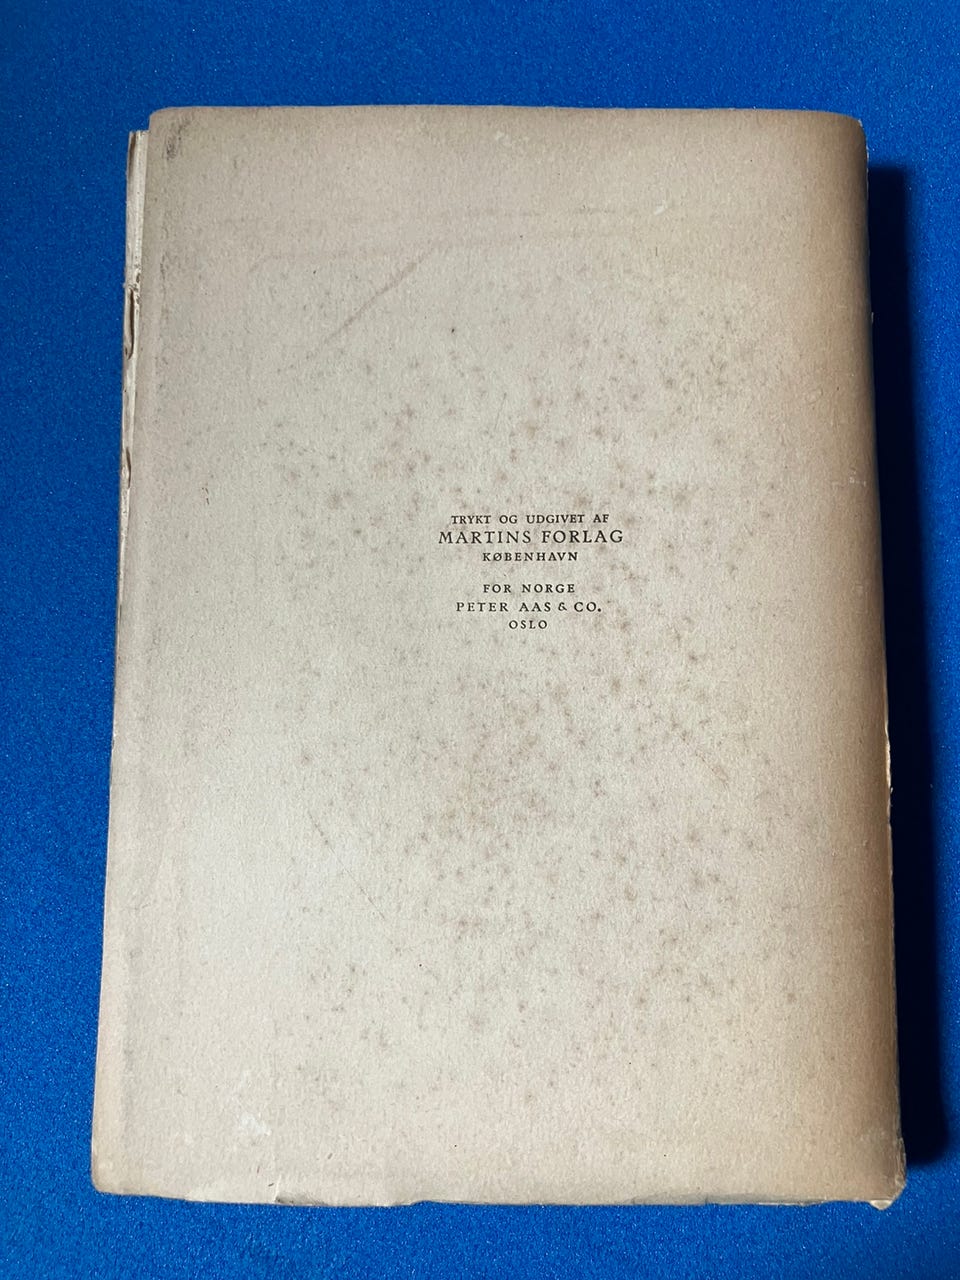 TRYKT OG UDGIVET AF
MARTINS FORLAG
KØBENHAVN
FOR NORGE
PETER AAS & CO.
OSLO